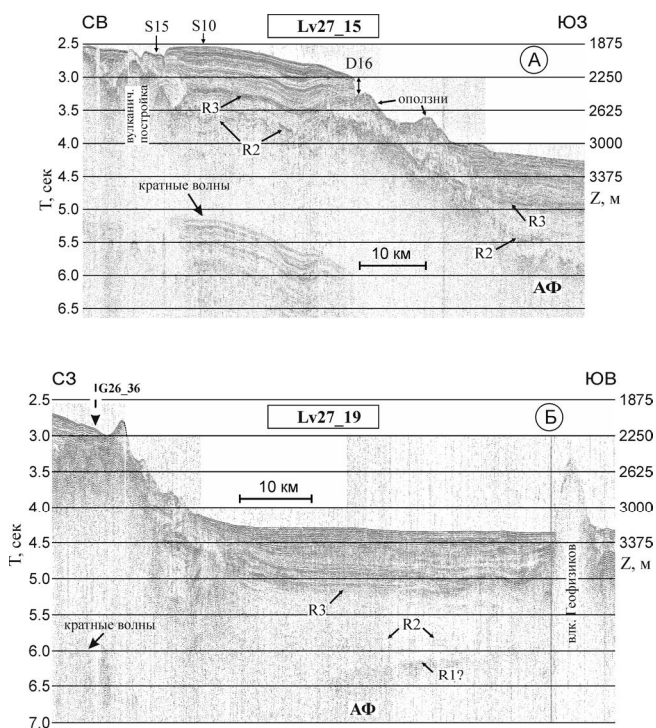 СВ S15 S10 Lv27_15 ЮЗ
2.5 1875
А
3.0 D16 2250
вулканич.
постройка
R3 оползни
3.5 2625
R2
4.0 3000
4.5 3375
кратные волны
T, сек
5.0 R3 Z, м
5.5 R2
10 км
6.0
АФ
6.5
СЗ IG26_36 ЮВ
2.5 Lv27_19 Б 1875
3.0 2250
3.5 2625
10 км
4.0 3000
4.5 3375
T, сек
Z, м
5.0
R3
влк. Геофизиков
5.5
кратные волны R2
6.0
R1?
6.5
АФ
7.0